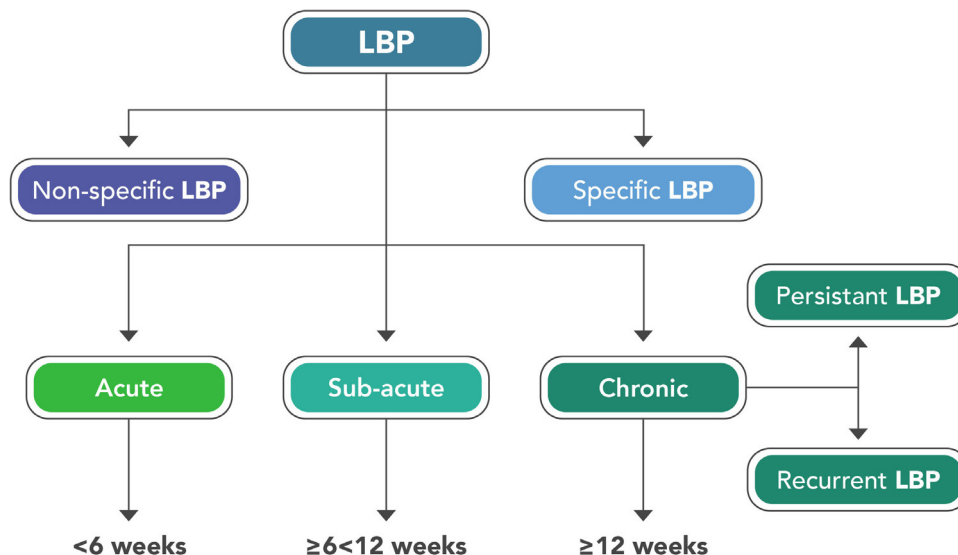 LBP
Non-specific LBP
Specific LBP
Persistant LBP
Acute
Sub-acute
Chronic
Recurrent LBP
<6 weeks
≥6<12 weeks
≥12 weeks